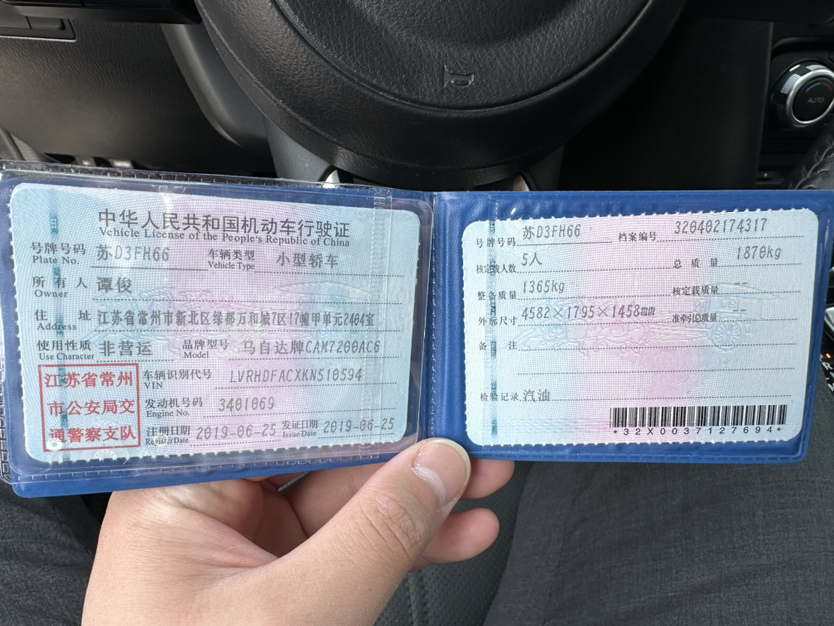 中华人民共和国机动车行驶证
Vehicle License of the People's Republic of China
号牌号码 苏D3FH66 车辆类型 小型轿车
Plate No. Vehicle Type
所有人 谭俊
Owner
住址 江苏省常州市新北区绿都万和城7区17幢甲单元2404室
Address
使用性质 非营运 品牌型号 马自达牌CAM7200AC6
Use Character Model
车辆识别代号 LVRHDFACXKN510594
VIN
发动机号码 3401069
Engine No.
注册日期 2019-06-25 发证日期 2019-06-25
Register Date Issue Date
江苏省常州
市公安局交
通警察支队
号牌号码 苏D3FH66 档案编号 320402174317
核定载人数 5人 总质量 1870kg
整备质量 1365kg 核定载质量 --
外廓尺寸 4582×1795×1458mm 准牵引总质量 --
备注
检验记录 汽油
*32X0037127694*
AUTO